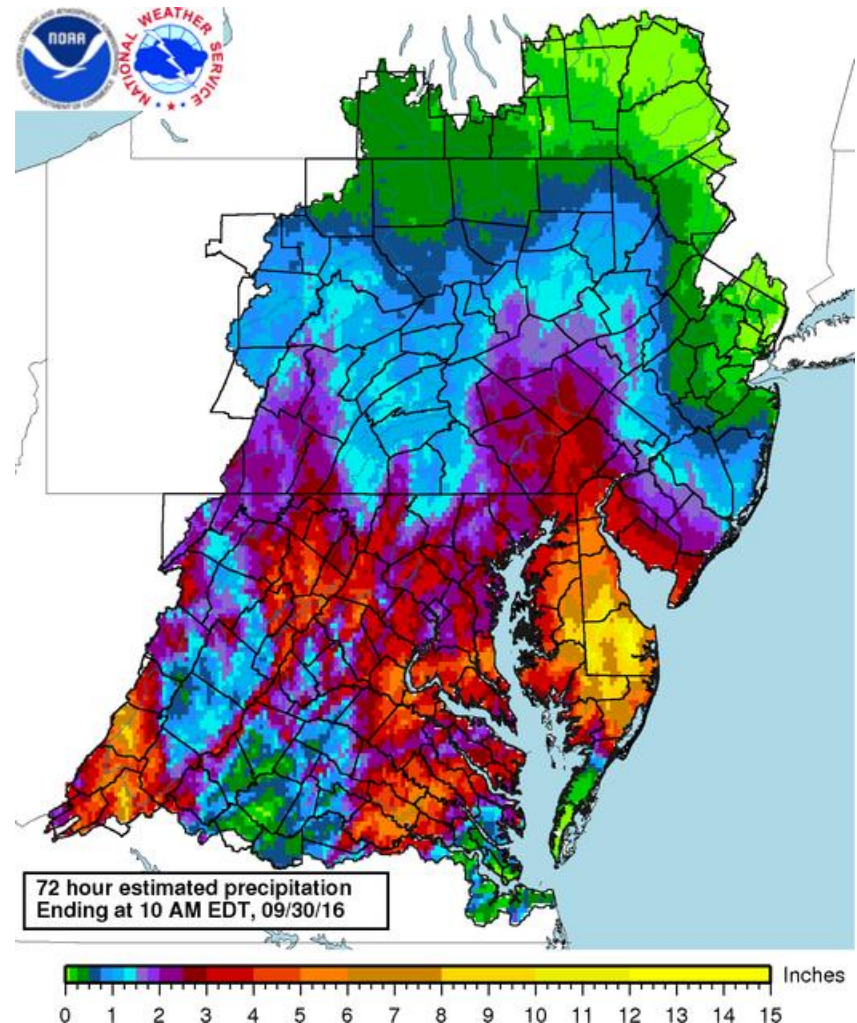 NOAA
NATIONAL WEATHER SERVICE
72 hour estimated precipitation
Ending at 10 AM EDT, 09/30/16
Inches
0 1 2 3 4 5 6 7 8 9 10 11 12 13 14 15